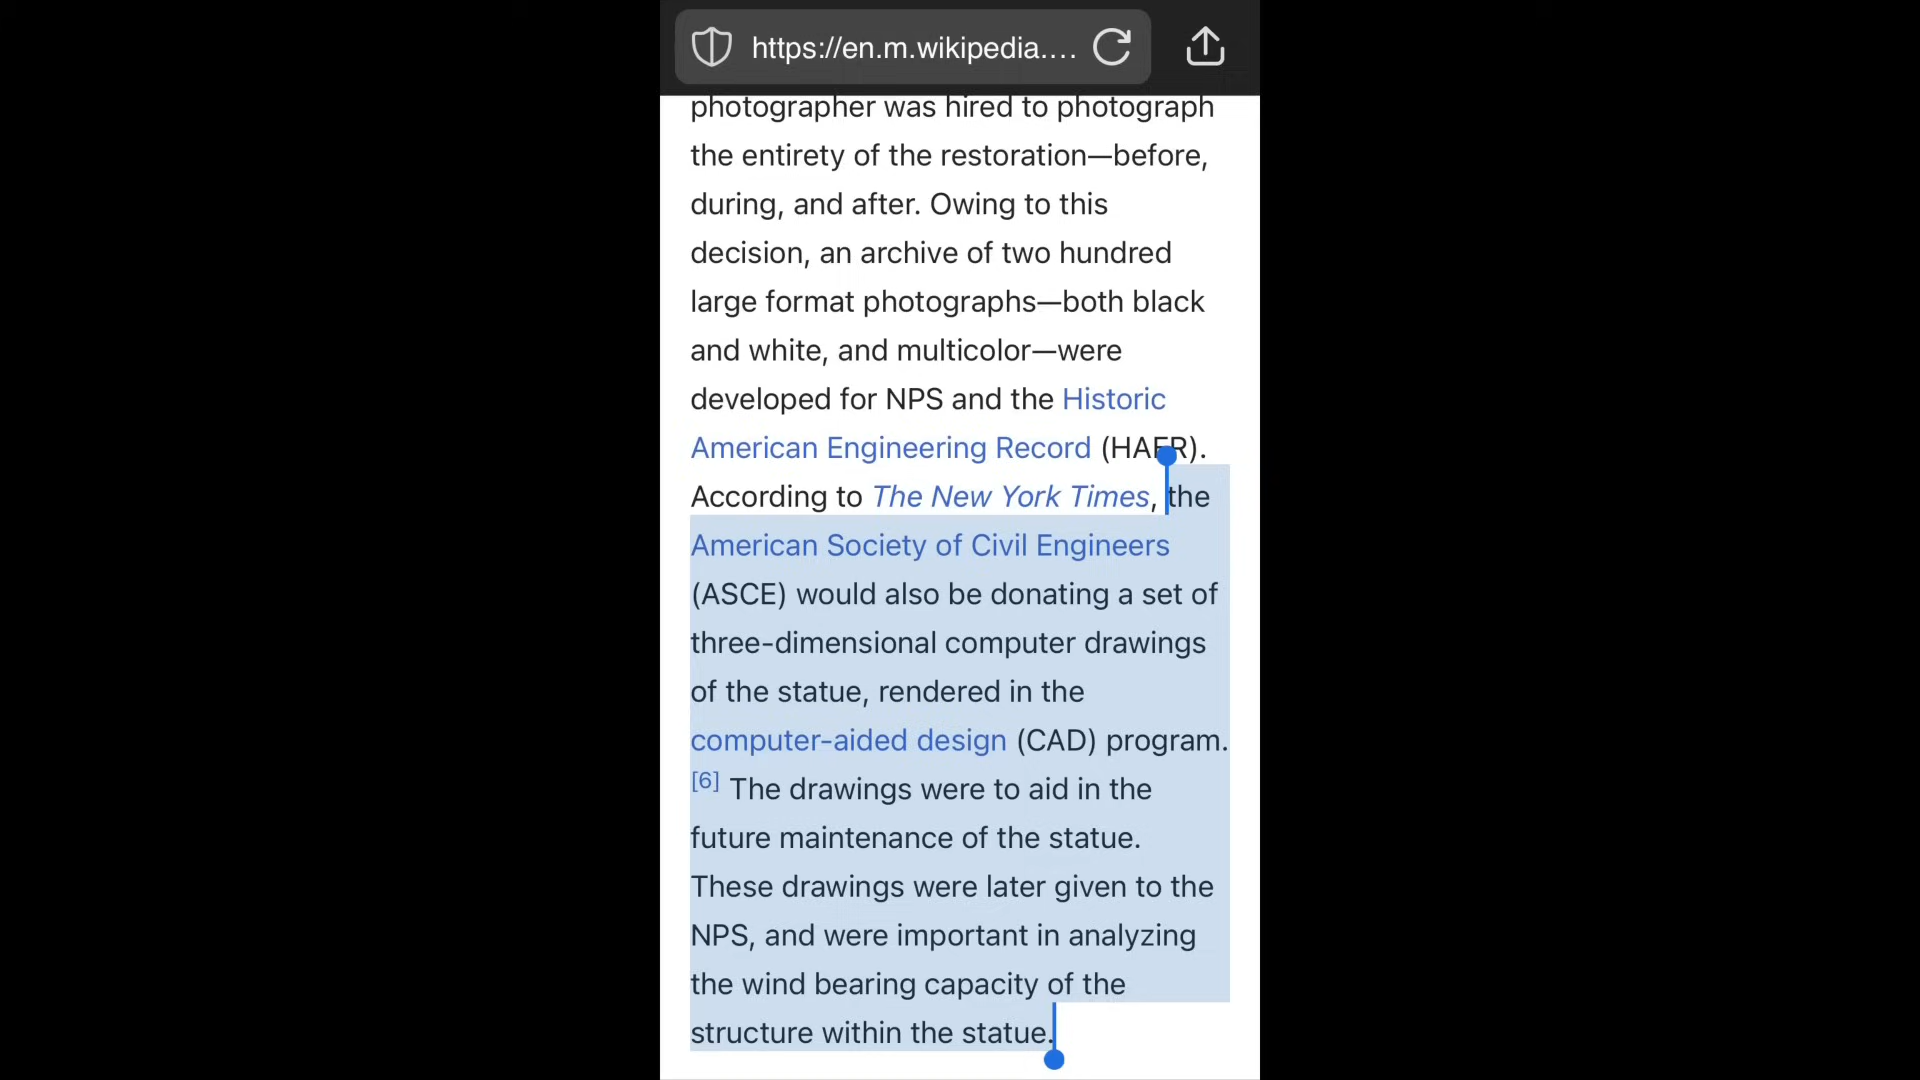 https://en.m.wikipedia....
photographer was hired to photograph
the entirety of the restoration—before,
during, and after. Owing to this
decision, an archive of two hundred
large format photographs—both black
and white, and multicolor—were
developed for NPS and the Historic
American Engineering Record (HAER).
According to The New York Times, the
American Society of Civil Engineers
(ASCE) would also be donating a set of
three-dimensional computer drawings
of the statue, rendered in the
computer-aided design (CAD) program.
[6] The drawings were to aid in the
future maintenance of the statue.
These drawings were later given to the
NPS, and were important in analyzing
the wind bearing capacity of the
structure within the statue.